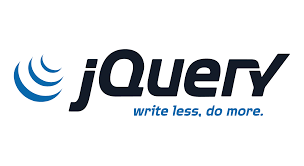 jQuery
write less, do more.